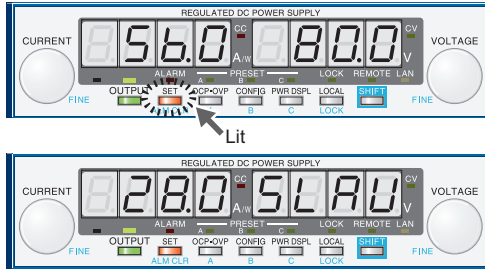 REGULATED DC POWER SUPPLY
CURRENT 56.0 CC A/W 80.0 CV V VOLTAGE
ALARM PRESET LOCK REMOTE LAN
A B C
OUTPUT SET OCP•OVP CONFIG PWR DSPL LOCAL SHIFT
FINE ALM CLR A B C LOCK FINE
Lit
REGULATED DC POWER SUPPLY
CURRENT 28.0 CC A/W SLAU CV V VOLTAGE
ALARM PRESET LOCK REMOTE LAN
A B C
OUTPUT SET OCP•OVP CONFIG PWR DSPL LOCAL SHIFT
FINE ALM CLR A B C LOCK FINE